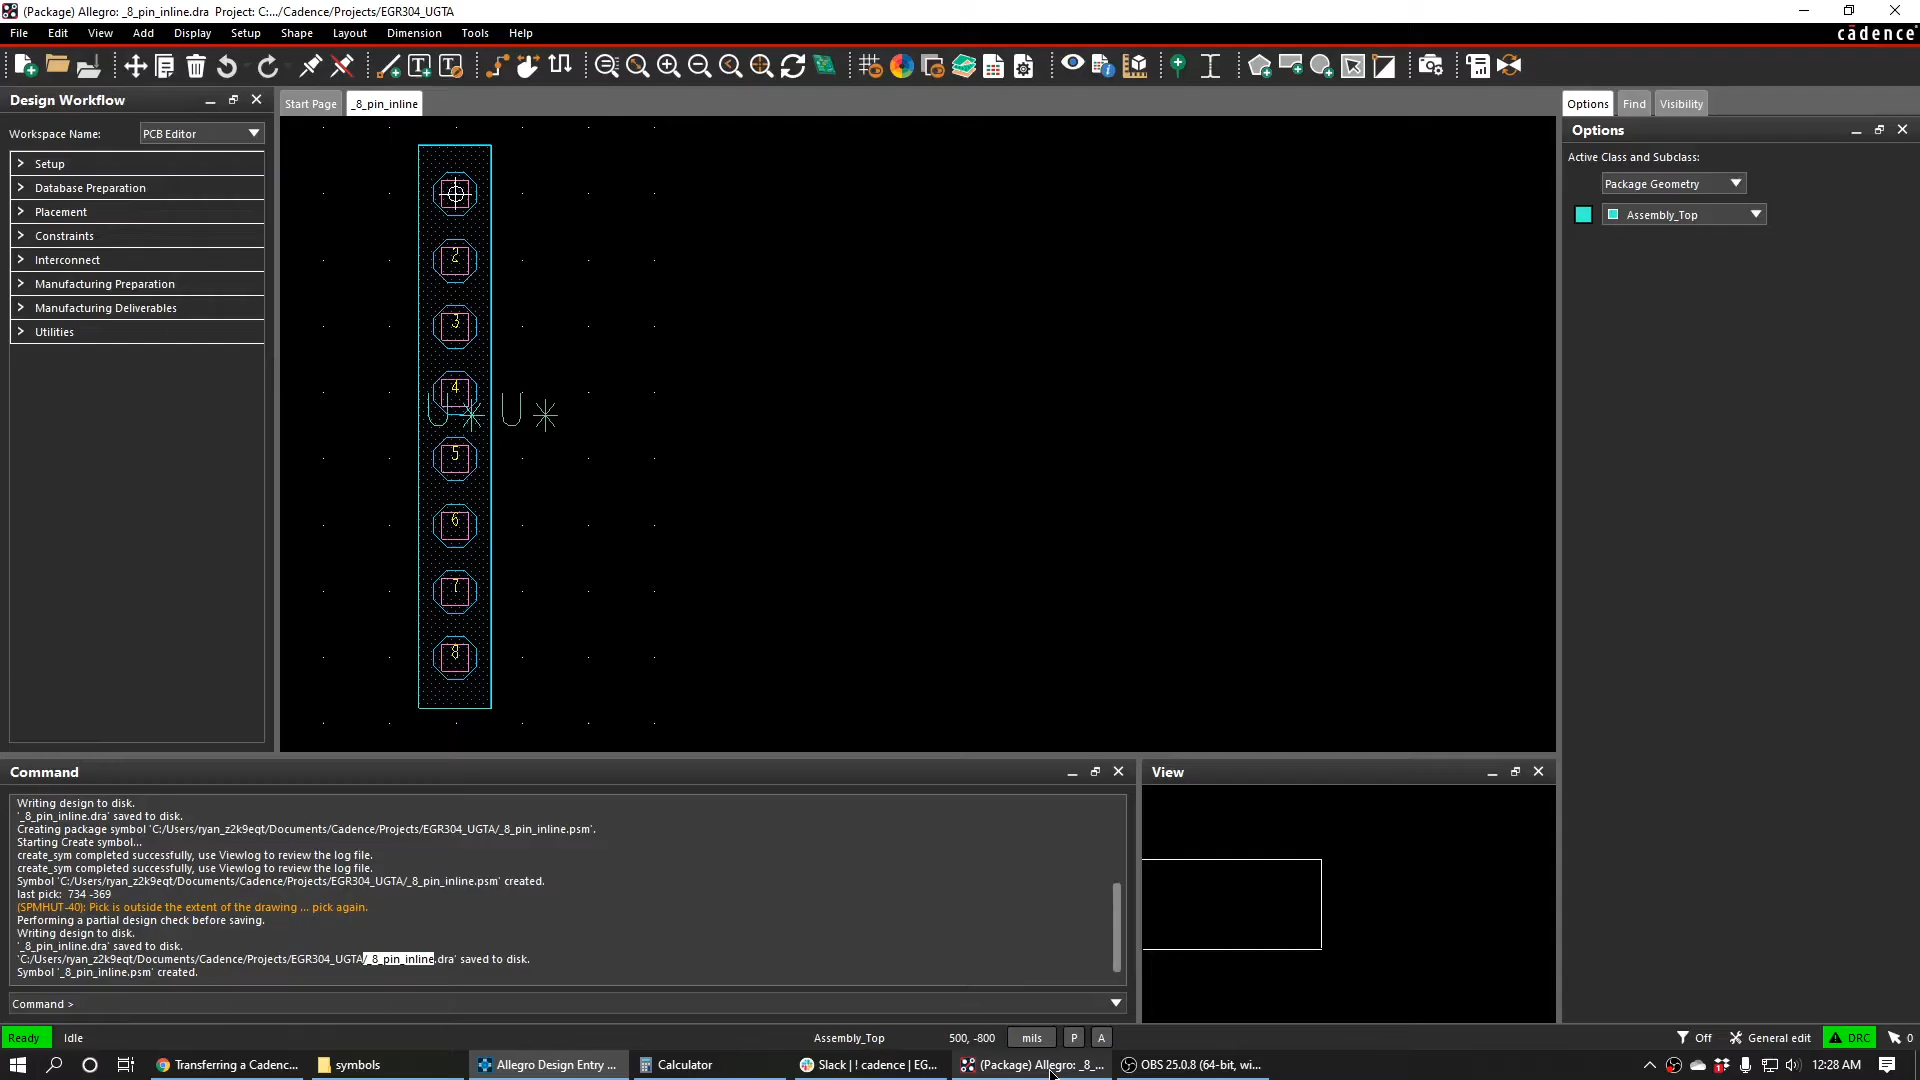 (Package) Allegro: _8_pin_inline.dra  Project: C:.../Cadence/Projects/EGR304_UGTA
File Edit View Add Display Setup Shape Layout Dimension Tools Help
cadence
Design Workflow
Workspace Name: PCB Editor
Setup
Database Preparation
Placement
Constraints
Interconnect
Manufacturing Preparation
Manufacturing Deliverables
Utilities
Start Page
_8_pin_inline
2
3
4
U* U*
5
6
7
8
Options Find Visibility
Options
Active Class and Subclass:
Package Geometry
Assembly_Top
Command
Writing design to disk.
'_8_pin_inline.dra' saved to disk.
Creating package symbol 'C:/Users/ryan_z2k9eqt/Documents/Cadence/Projects/EGR304_UGTA/_8_pin_inline.psm'.
Starting Create symbol...
create_sym completed successfully, use Viewlog to review the log file.
create_sym completed successfully, use Viewlog to review the log file.
Symbol 'C:/Users/ryan_z2k9eqt/Documents/Cadence/Projects/EGR304_UGTA/_8_pin_inline.psm' created.
last pick:  734 -369
(SPMHUT-40): Pick is outside the extent of the drawing ... pick again.
Performing a partial design check before saving.
Writing design to disk.
'_8_pin_inline.dra' saved to disk.
'C:/Users/ryan_z2k9eqt/Documents/Cadence/Projects/EGR304_UGTA/_8_pin_inline.dra' saved to disk.
Symbol '_8_pin_inline.psm' created.
Command >
View
Ready Idle Assembly_Top 500, -800 mils P A Off General edit DRC 0
Transferring a Cadenc... symbols Allegro Design Entry ... Calculator Slack | ! cadence | EG... (Package) Allegro: _8_... OBS 25.0.8 (64-bit, wi... 12:28 AM